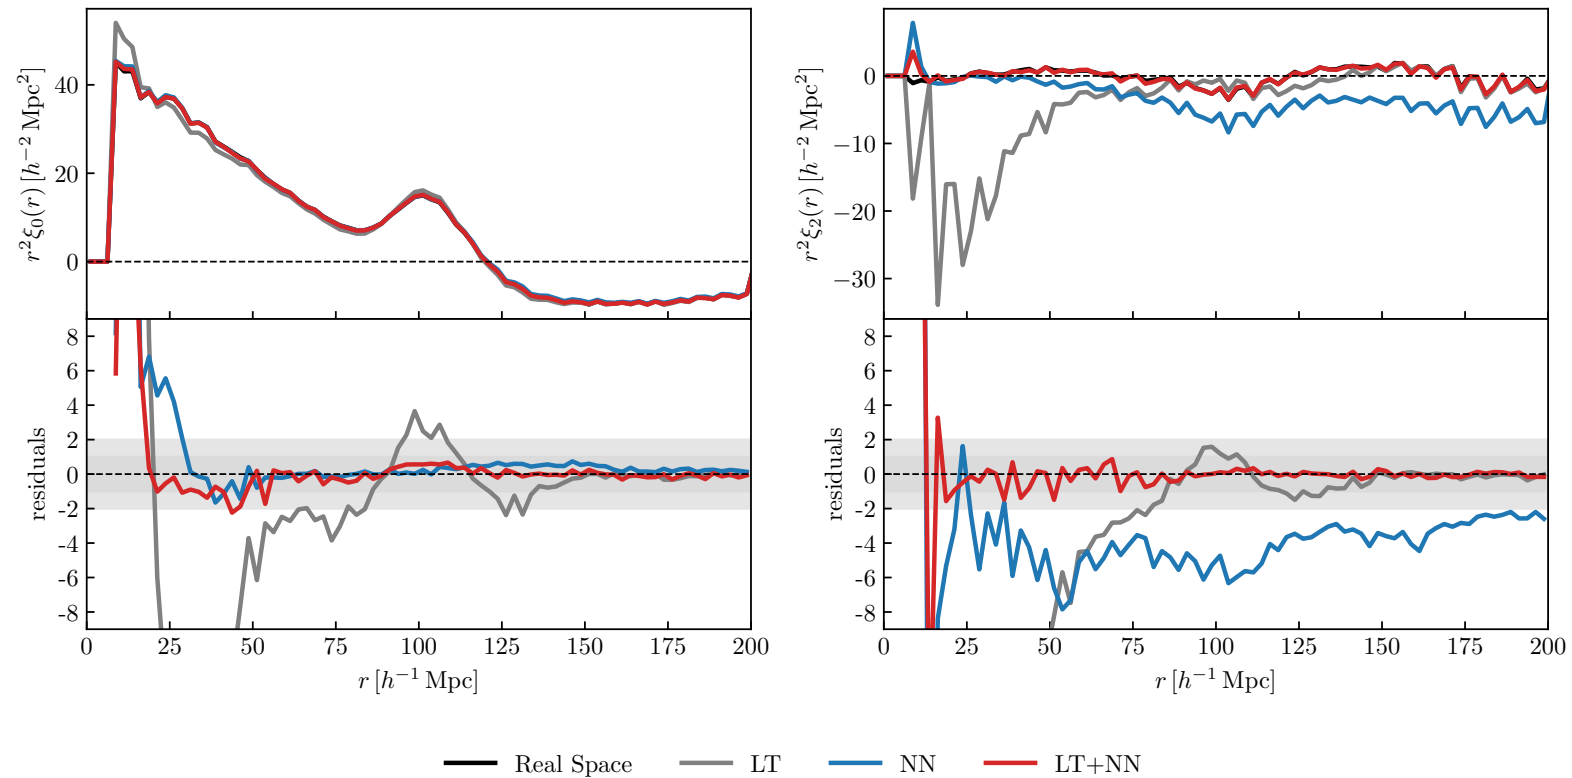 r²ξ₀(r) [h⁻² Mpc²]
40
20
0
r²ξ₂(r) [h⁻² Mpc²]
0
−10
−20
−30
residuals
8
6
4
2
0
-2
-4
-6
-8
0 25 50 75 100 125 150 175 200
r [h⁻¹ Mpc]
residuals
8
6
4
2
0
-2
-4
-6
-8
0 25 50 75 100 125 150 175 200
r [h⁻¹ Mpc]
Real Space LT NN LT+NN